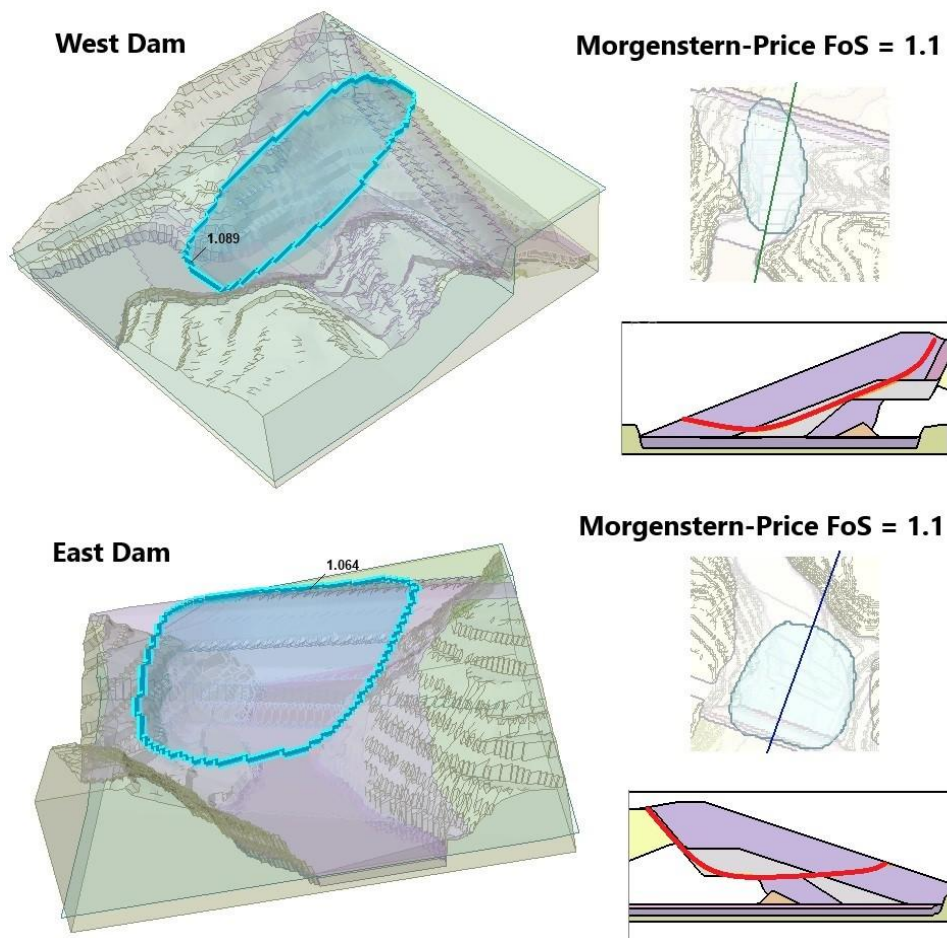 West Dam
Morgenstern-Price FoS = 1.1
1.089
East Dam
Morgenstern-Price FoS = 1.1
1.064